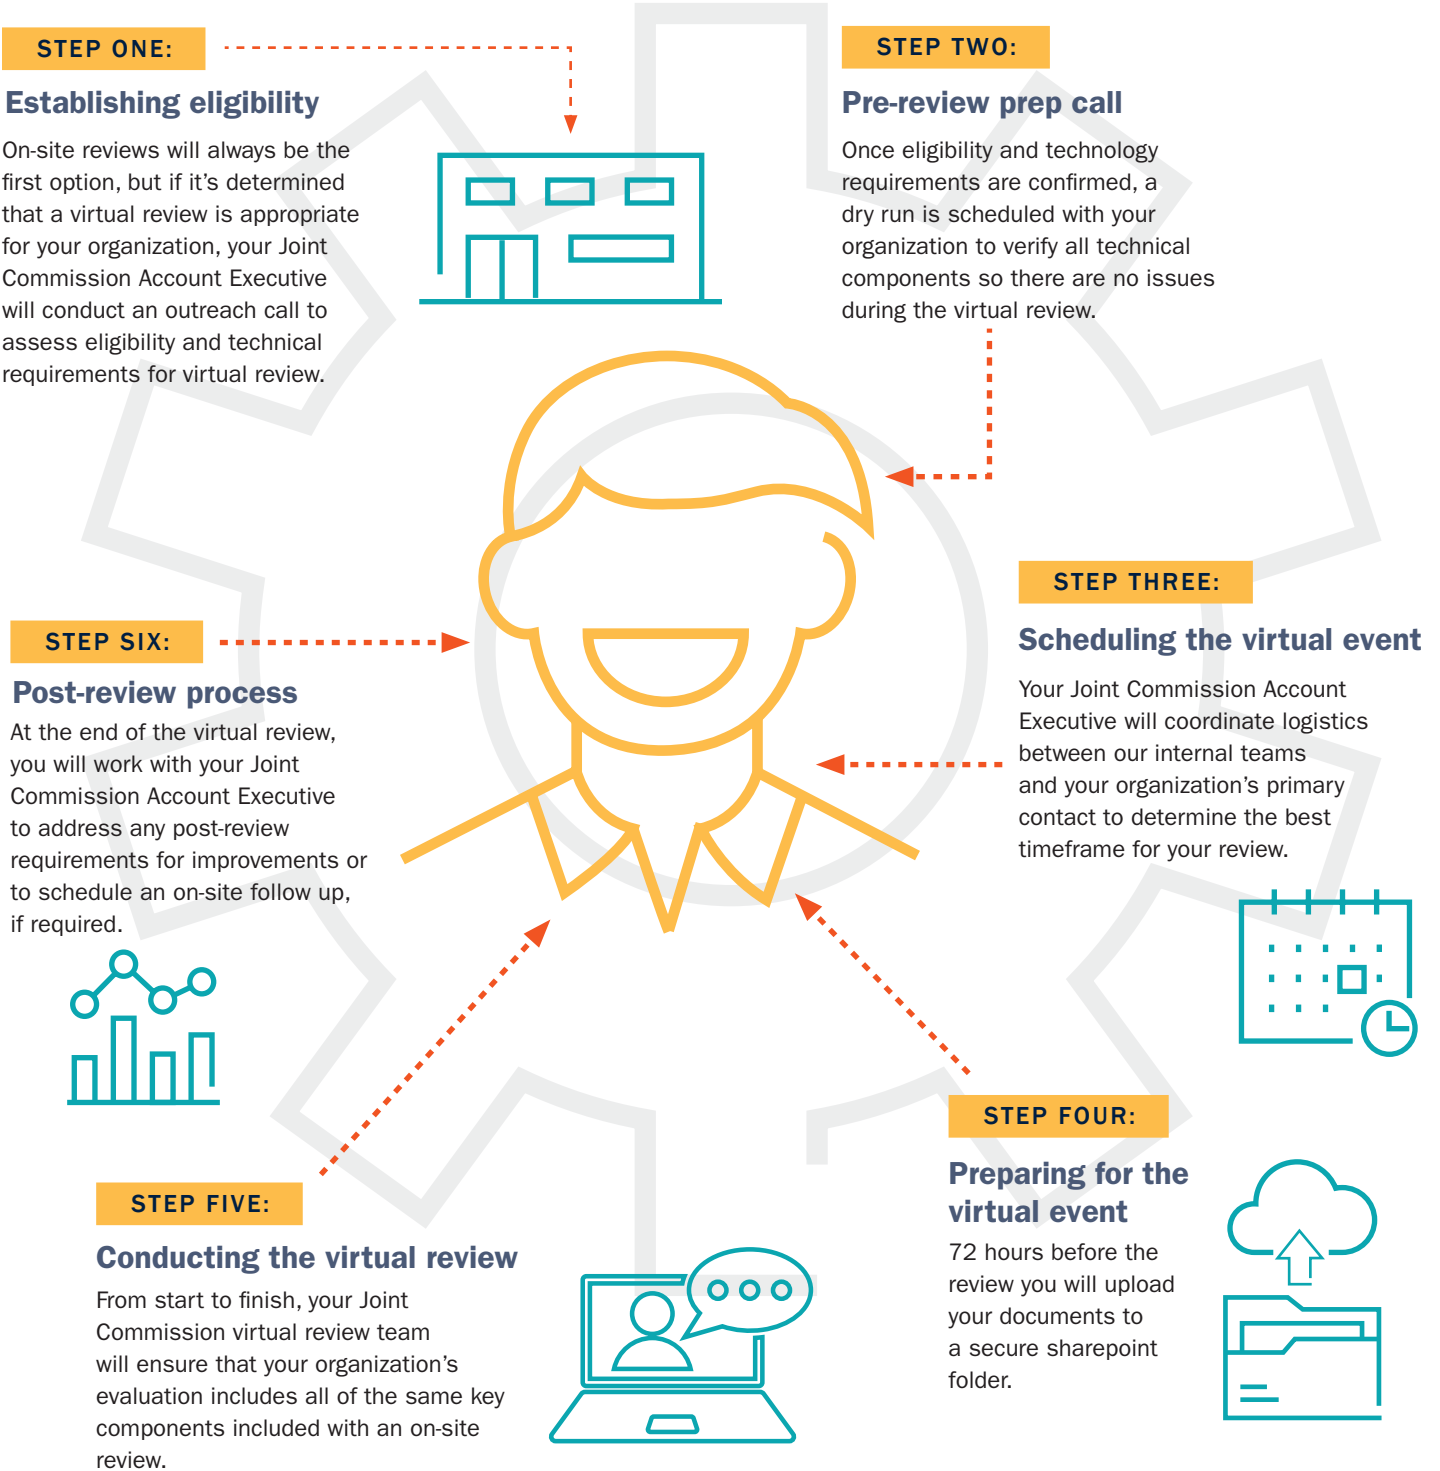 STEP ONE:
Establishing eligibility
On-site reviews will always be the
first option, but if it’s determined
that a virtual review is appropriate
for your organization, your Joint
Commission Account Executive
will conduct an outreach call to
assess eligibility and technical
requirements for virtual review.
STEP TWO:
Pre-review prep call
Once eligibility and technology
requirements are confirmed, a
dry run is scheduled with your
organization to verify all technical
components so there are no issues
during the virtual review.
STEP THREE:
Scheduling the virtual event
Your Joint Commission Account
Executive will coordinate logistics
between our internal teams
and your organization’s primary
contact to determine the best
timeframe for your review.
STEP FOUR:
Preparing for the
virtual event
72 hours before the
review you will upload
your documents to
a secure sharepoint
folder.
STEP FIVE:
Conducting the virtual review
From start to finish, your Joint
Commission virtual review team
will ensure that your organization’s
evaluation includes all of the same key
components included with an on-site
review.
STEP SIX:
Post-review process
At the end of the virtual review,
you will work with your Joint
Commission Account Executive
to address any post-review
requirements for improvements or
to schedule an on-site follow up,
if required.